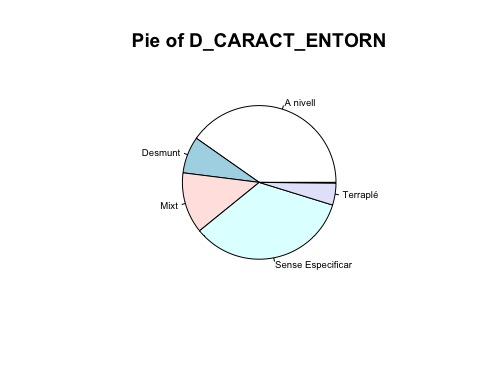 Pie of D_CARACT_ENTORN
A nivell
Desmunt
Mixt
Terraplé
Sense Especificar